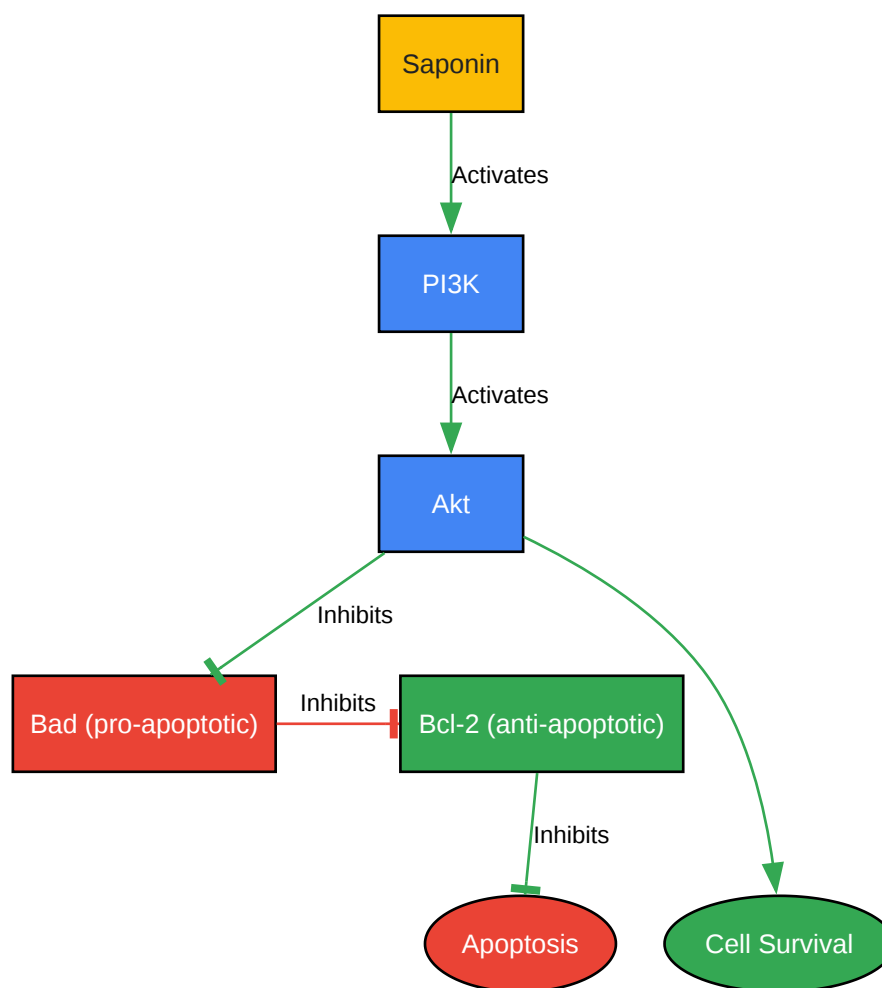 Saponin
Activates
PI3K
Activates
Akt
Inhibits
Inhibits
Bad (pro-apoptotic)
Bcl-2 (anti-apoptotic)
Inhibits
Apoptosis
Cell Survival